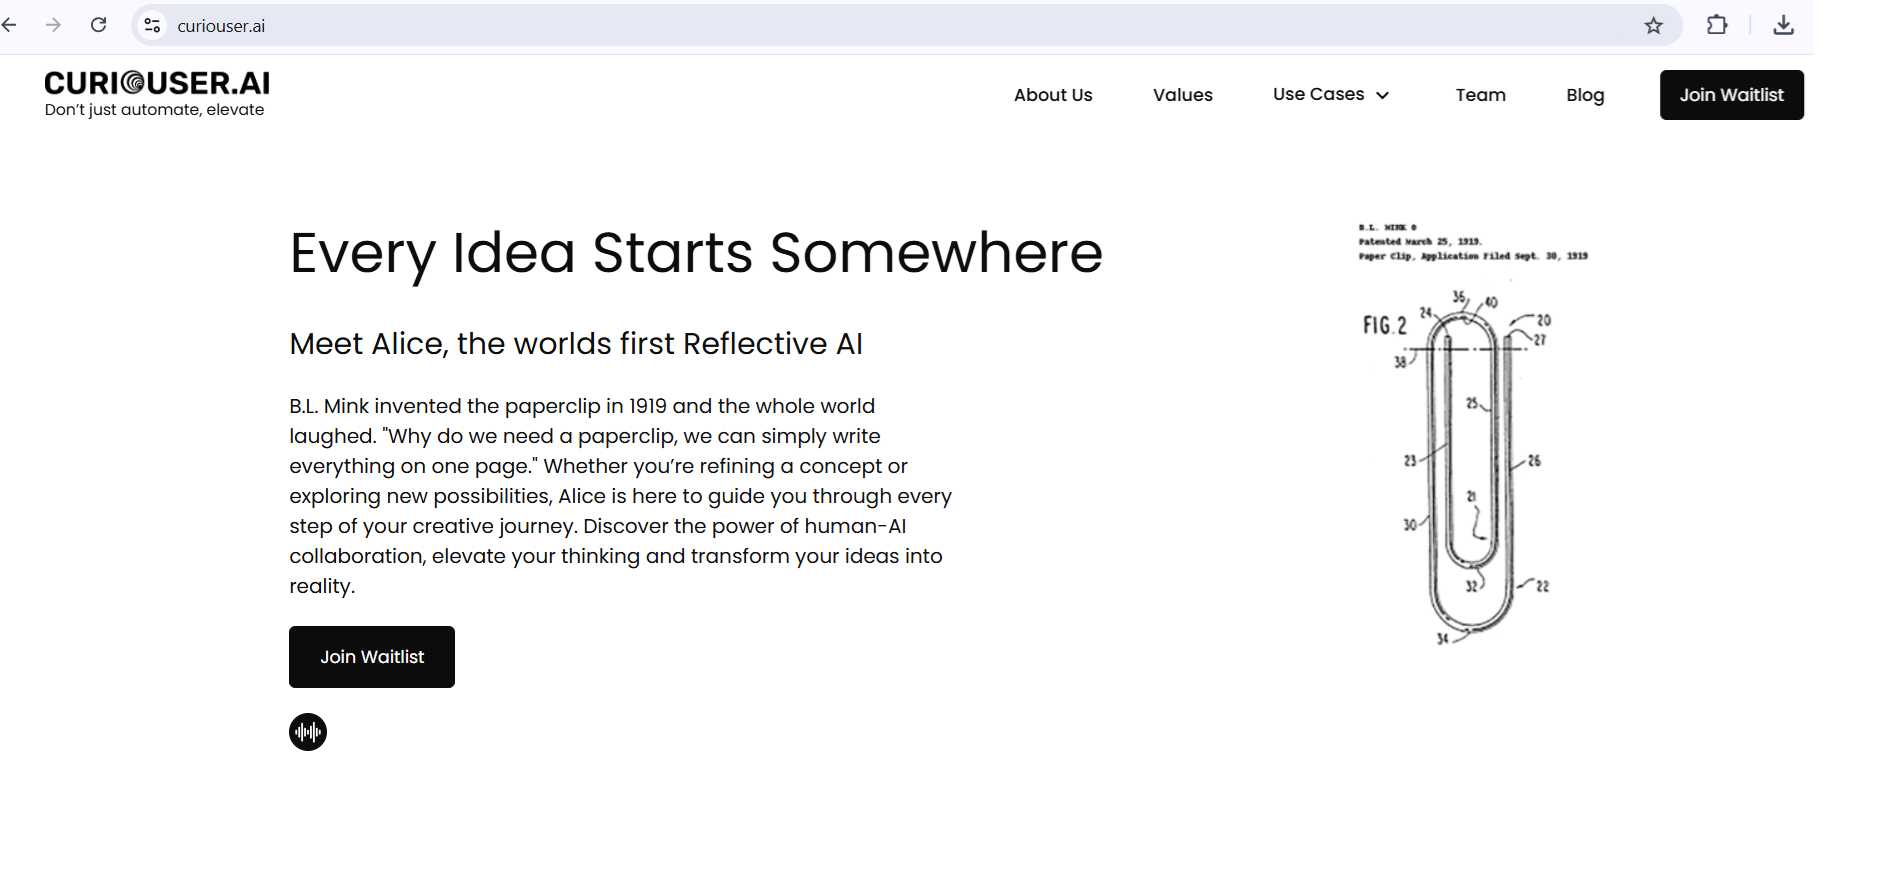 curiouser.ai
CURIOUSER.AI
Don’t just automate, elevate
About Us
Values
Use Cases
Team
Blog
Join Waitlist
Every Idea Starts Somewhere
Meet Alice, the worlds first Reflective AI
B.L. Mink invented the paperclip in 1919 and the whole world
laughed. "Why do we need a paperclip, we can simply write
everything on one page." Whether you’re refining a concept or
exploring new possibilities, Alice is here to guide you through every
step of your creative journey. Discover the power of human-AI
collaboration, elevate your thinking and transform your ideas into
reality.
Join Waitlist
B.L. MINK 0
Patented March 25, 1919.
Paper Clip, Application Filed Sept. 30, 1919
FIG.2
36
40
24
20
27
38
25
23
26
21
30
32
22
34